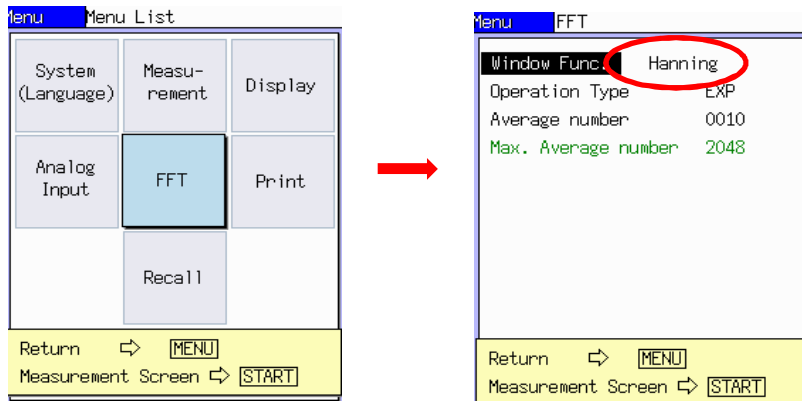 Menu Menu List
System
(Language)
Measu-
rement
Display
Analog
Input
FFT
Print
Recall
Return ⇨ MENU
Measurement Screen ⇨ START
Menu FFT
Window Func. Hanning
Operation Type EXP
Average number 0010
Max. Average number 2048
Return ⇨ MENU
Measurement Screen ⇨ START